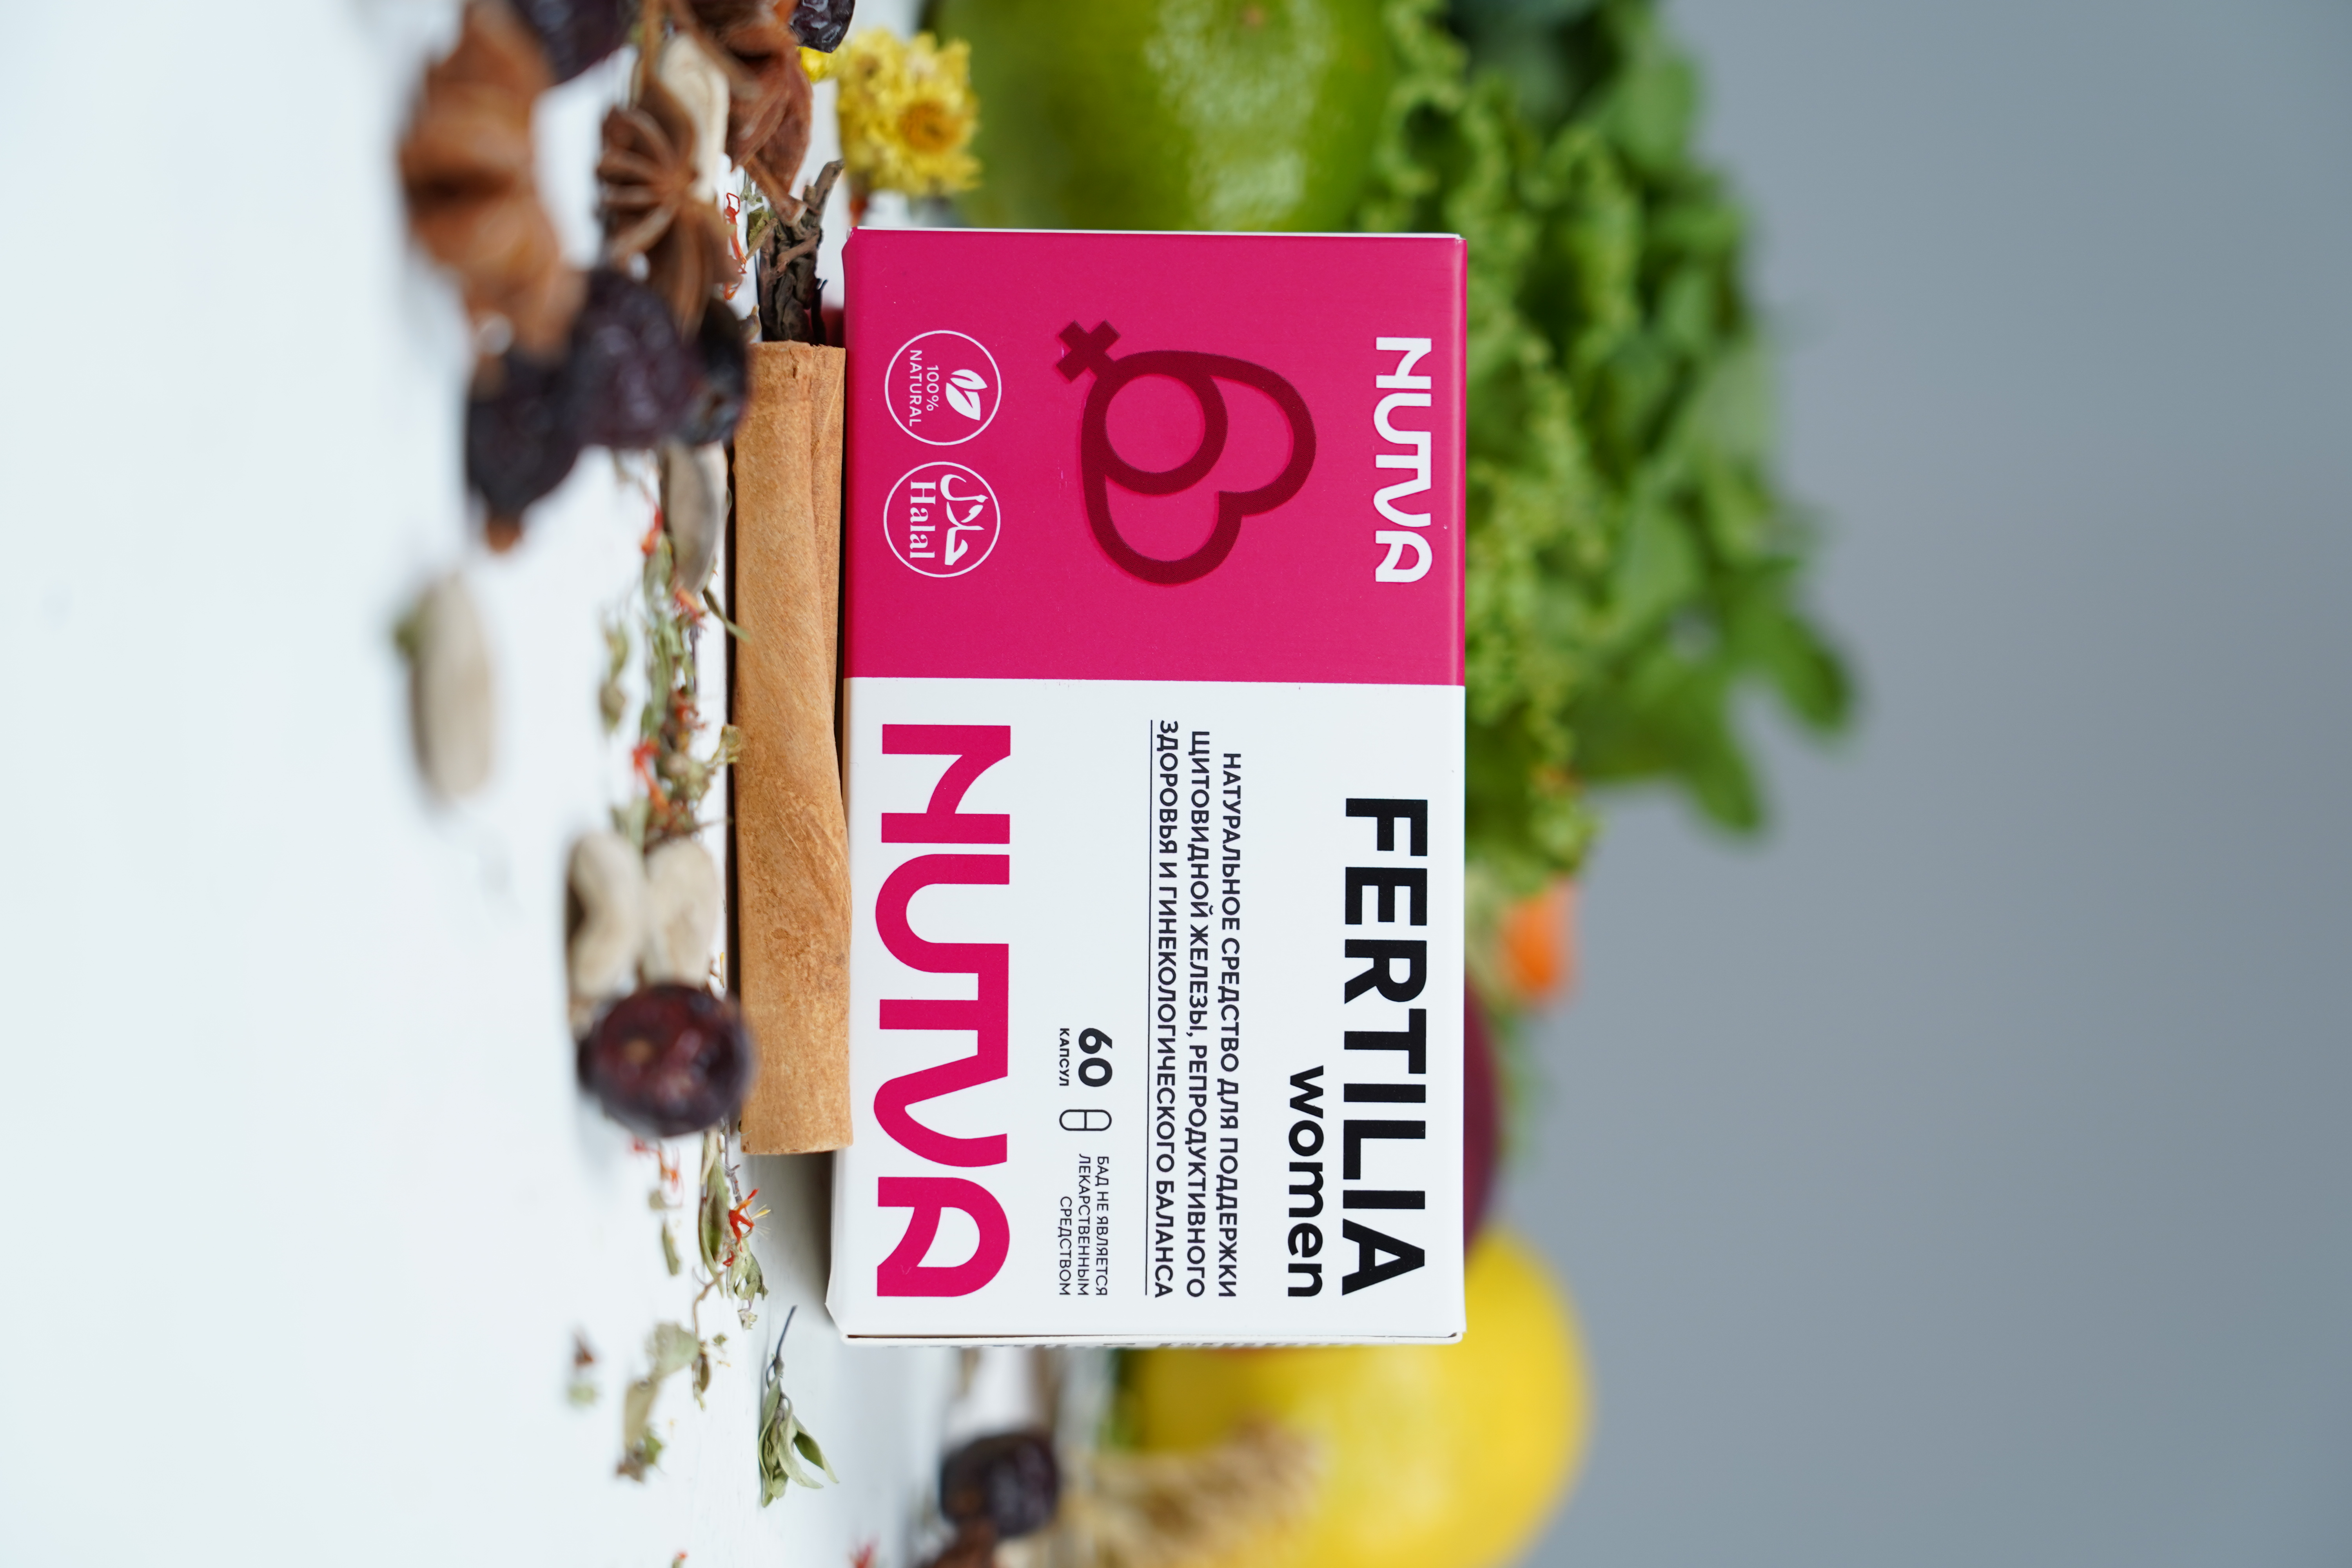 NUTVA
100%
NATURAL
حلال
Halal
FERTILIA
women
НАТУРАЛЬНОЕ СРЕДСТВО ДЛЯ ПОДДЕРЖКИ
ЩИТОВИДНОЙ ЖЕЛЕЗЫ, РЕПРОДУКТИВНОГО
ЗДОРОВЬЯ И ГИНЕКОЛОГИЧЕСКОГО БАЛАНСА
60
КАПСУЛ
БАД НЕ ЯВЛЯЕТСЯ
ЛЕКАРСТВЕННЫМ
СРЕДСТВОМ
NUTVA